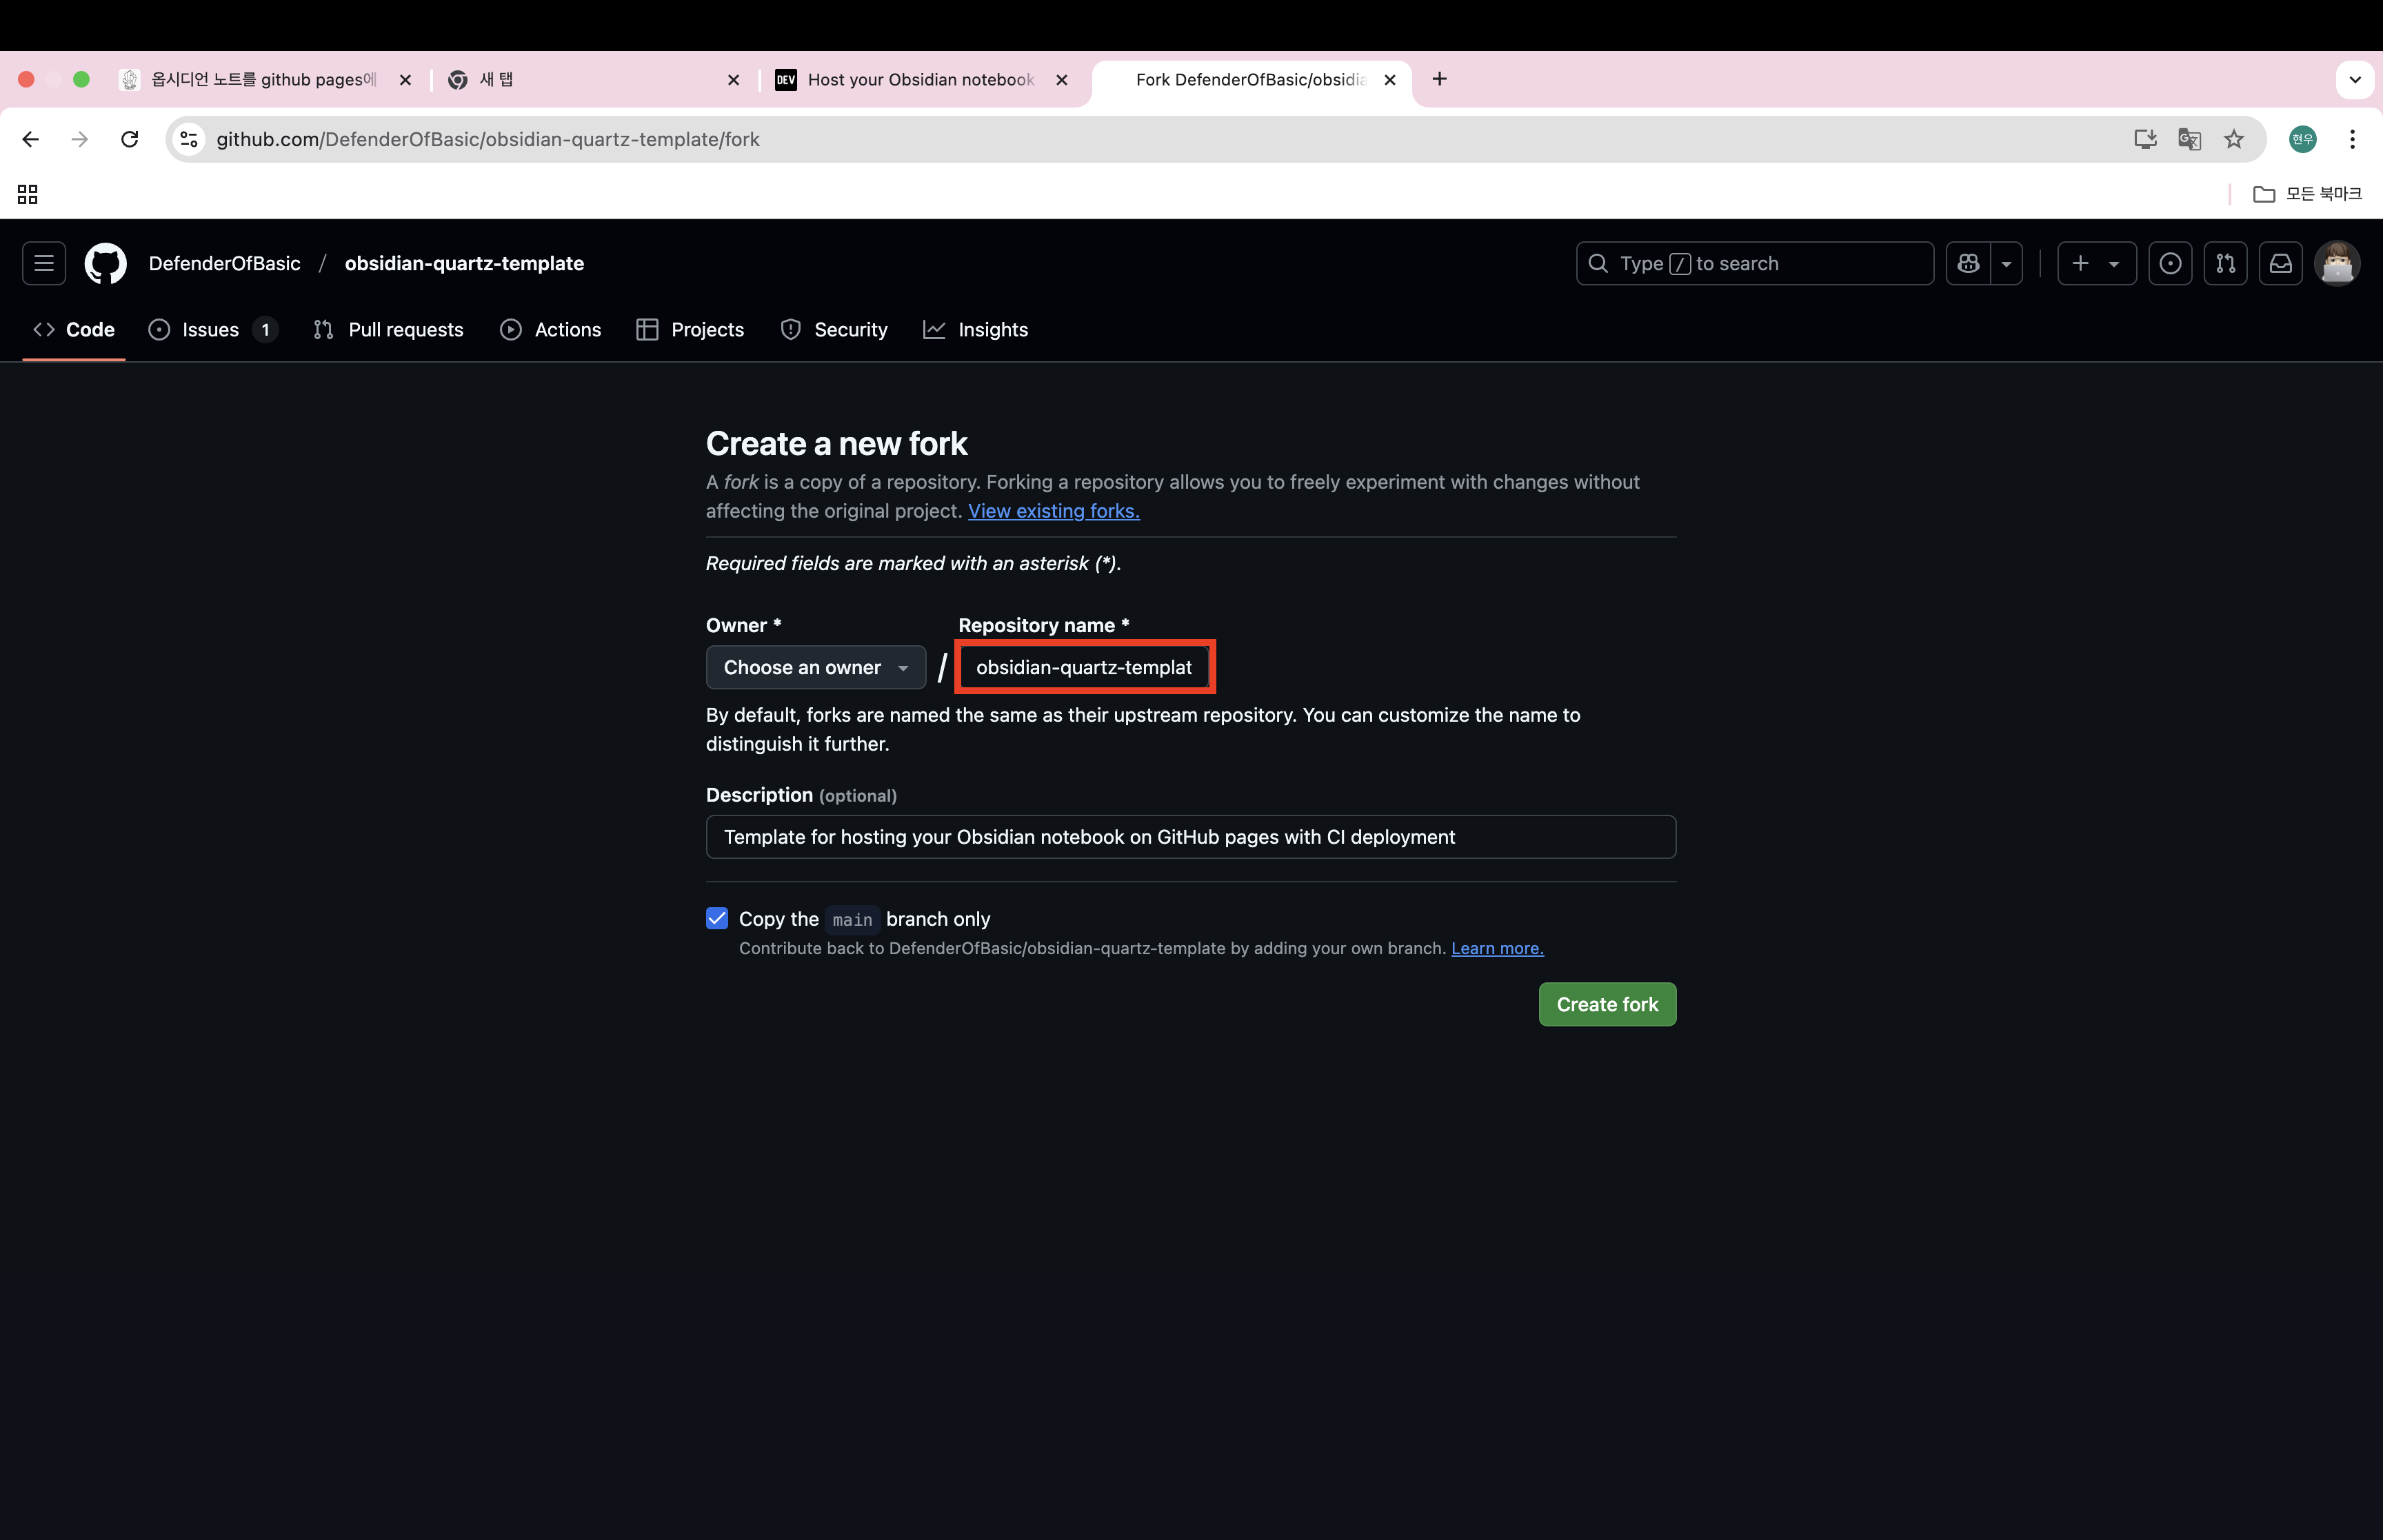 옵시디언 노트를 github pages에
새 탭
DEV
Host your Obsidian notebook
Fork DefenderOfBasic/obsidia
github.com/DefenderOfBasic/obsidian-quartz-template/fork
현우
모든 북마크
DefenderOfBasic / obsidian-quartz-template
Type / to search
Code
Issues 1
Pull requests
Actions
Projects
Security
Insights
Create a new fork
A fork is a copy of a repository. Forking a repository allows you to freely experiment with changes without
affecting the original project. View existing forks.
Required fields are marked with an asterisk (*).
Owner *
Repository name *
Choose an owner / obsidian-quartz-templat
By default, forks are named the same as their upstream repository. You can customize the name to
distinguish it further.
Description (optional)
Template for hosting your Obsidian notebook on GitHub pages with CI deployment
Copy the main branch only
Contribute back to DefenderOfBasic/obsidian-quartz-template by adding your own branch. Learn more.
Create fork